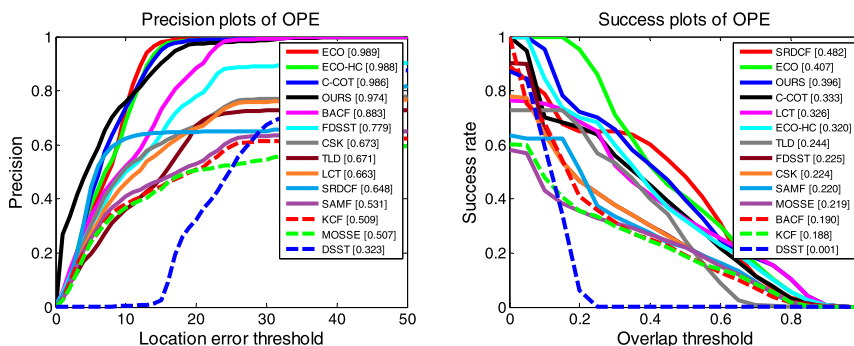 Precision plots of OPE
Precision
1
0.8
0.6
0.4
0.2
0
0
10
20
30
40
50
Location error threshold
ECO [0.989]
ECO-HC [0.988]
C-COT [0.986]
OURS [0.974]
BACF [0.883]
FDSST [0.779]
CSK [0.673]
TLD [0.671]
LCT [0.663]
SRDCF [0.648]
SAMF [0.531]
KCF [0.509]
MOSSE [0.507]
DSST [0.323]
Success plots of OPE
Success rate
1
0.8
0.6
0.4
0.2
0
0
0.2
0.4
0.6
0.8
Overlap threshold
SRDCF [0.482]
ECO [0.407]
OURS [0.396]
C-COT [0.333]
LCT [0.326]
ECO-HC [0.320]
TLD [0.244]
FDSST [0.225]
CSK [0.224]
SAMF [0.220]
MOSSE [0.219]
BACF [0.190]
KCF [0.188]
DSST [0.001]